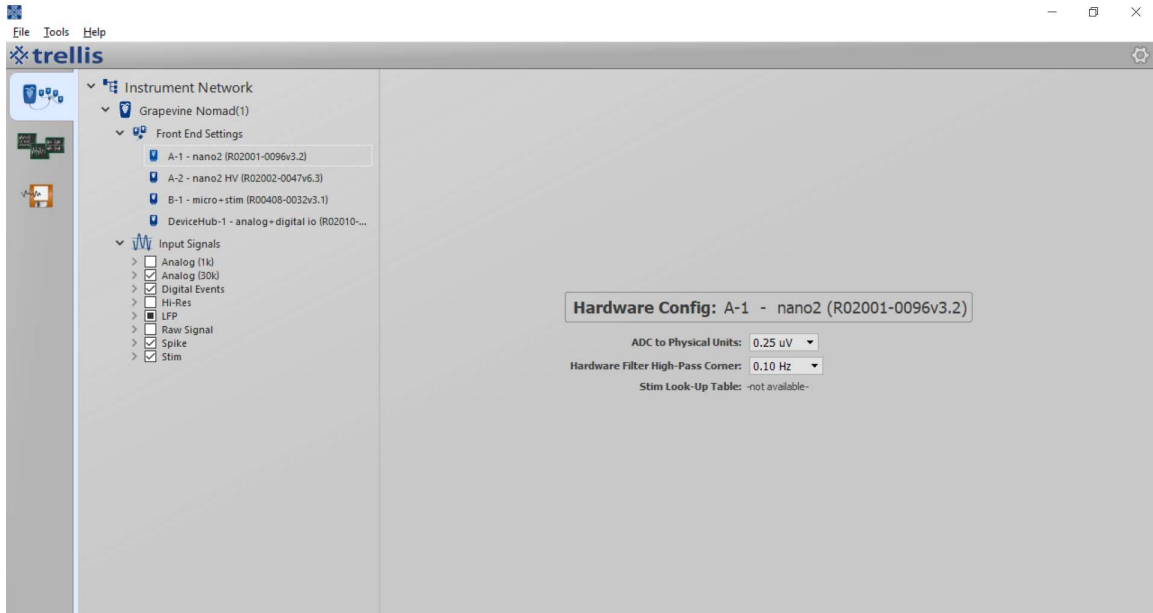 File Tools Help
trellis
Instrument Network
Grapevine Nomad(1)
Front End Settings
A-1 - nano2 (R02001-0096v3.2)
A-2 - nano2 HV (R02002-0047v6.3)
B-1 - micro+stim (R00408-0032v3.1)
DeviceHub-1 - analog+digital io (R02010-...
Input Signals
Analog (1k)
Analog (30k)
Digital Events
Hi-Res
LFP
Raw Signal
Spike
Stim
Hardware Config: A-1 - nano2 (R02001-0096v3.2)
ADC to Physical Units: 0.25 uV
Hardware Filter High-Pass Corner: 0.10 Hz
Stim Look-Up Table: -not available-